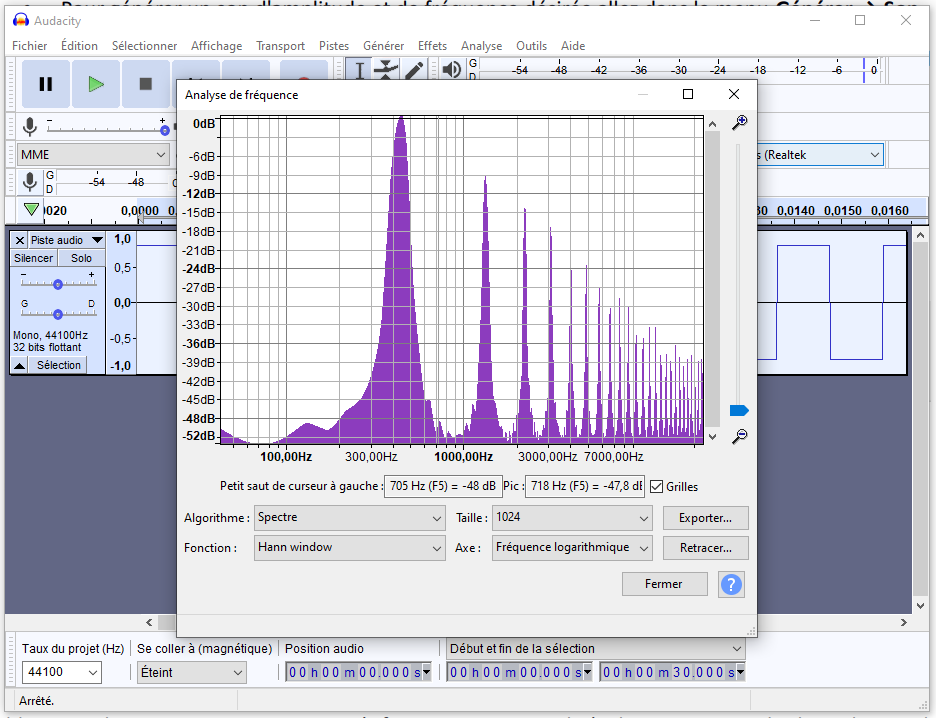 Audacity
Fichier Édition Sélectionner Affichage Transport Pistes Générer Effets Analyse Outils Aide
G
D
-54 -48 -42 -36 -30 -24 -18 -12 -6 0
Analyse de fréquence
MME
s (Realtek
G
D
-54 -48
0020 0,0000 0,0140 0,0150 0,0160
Piste audio
Silencer Solo
- +
G D
Mono, 44100Hz
32 bits flottant
Sélection
1,0
0,5-
0,0-
-0,5-
-1,0
0dB
-6dB
-9dB
-12dB
-15dB
-18dB
-21dB
-24dB
-27dB
-30dB
-33dB
-36dB
-39dB
-42dB
-45dB
-48dB
-52dB
100,00Hz 300,00Hz 1000,00Hz 3000,00Hz 7000,00Hz
Petit saut de curseur à gauche : 705 Hz (F5) = -48 dB Pic : 718 Hz (F5) = -47,8 dB Grilles
Algorithme : Spectre Taille : 1024 Exporter...
Fonction : Hann window Axe : Fréquence logarithmique Retracer...
Fermer ?
Taux du projet (Hz) Se coller à (magnétique) Position audio Début et fin de la sélection
44100 Éteint 00 h 00 m 00.000 s 00 h 00 m 00.000 s 00 h 00 m 30.000 s
Arrêté.